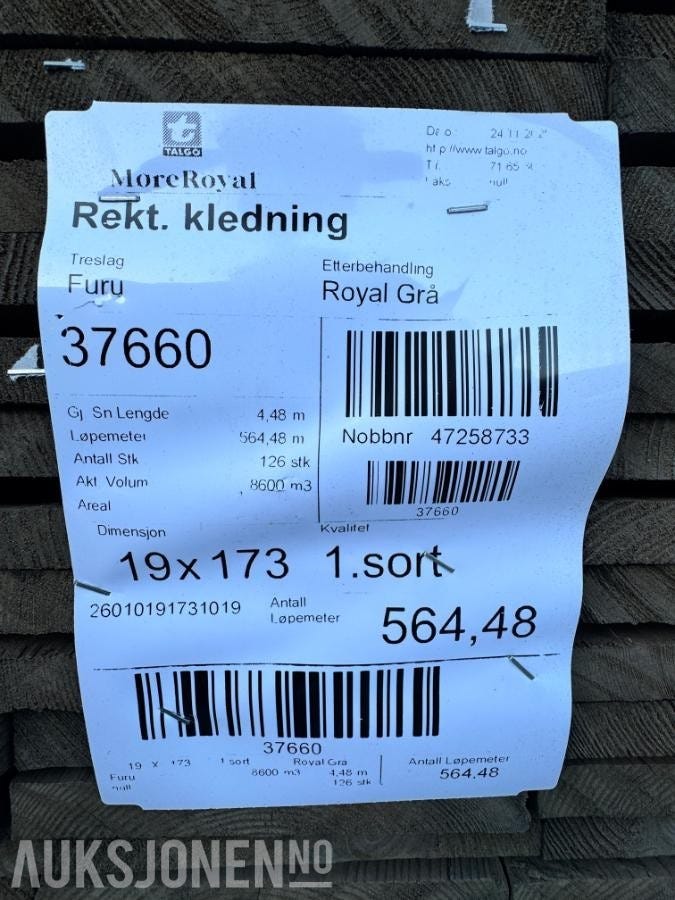 t
TALGO
MøreRoyal
Rekt. kledning
Treslag
Furu
Etterbehandling
Royal Grå
37660
Gj Sn Lengde 4,48 m
Løpemeter 564,48 m
Antall Stk 126 stk
Akt Volum 8600 m3
Areal
Nobbnr 47258733
37660
Dimensjon
19x173
Kvalitet
1.sort
26010191731019
Antall
Løpemeter
564,48
37660
19 X 173 1 sort Royal Grå
Furu 8600 m3 4,48 m
null 126 stk
Antall Løpemeter
564,48
AUKSJONEN NO